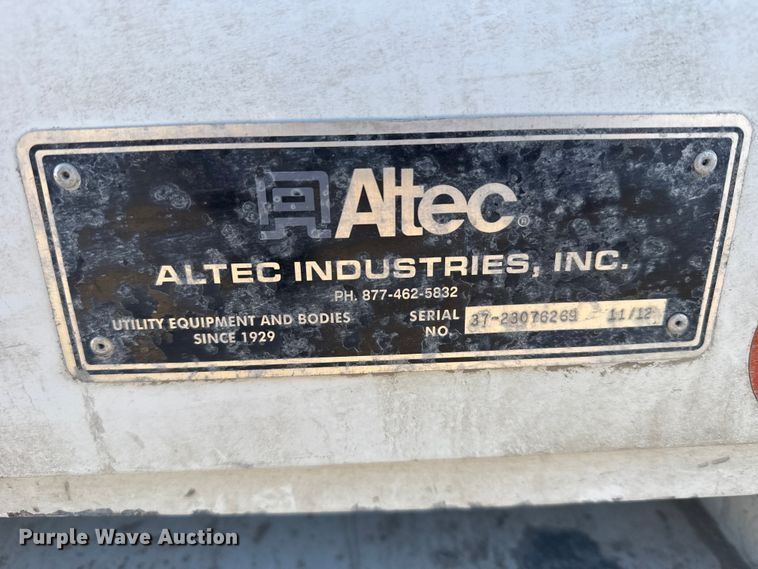 Altec®
ALTEC INDUSTRIES, INC.
PH. 877-462-5832
UTILITY EQUIPMENT AND BODIES
SINCE 1929
SERIAL NO. 37-23076269 11/12
Purple Wave Auction